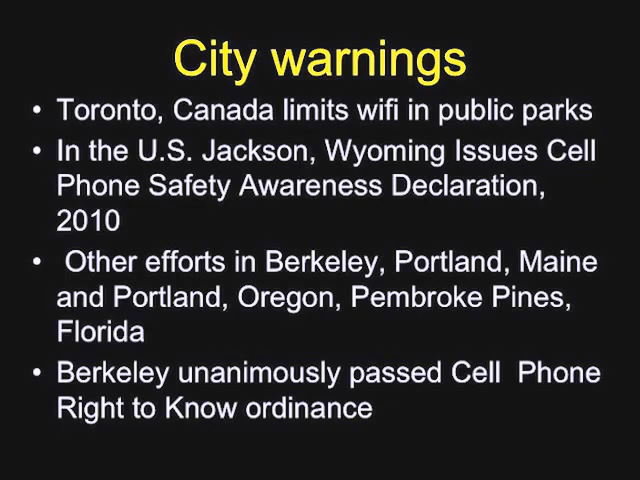 City warnings
• Toronto, Canada limits wifi in public parks
• In the U.S. Jackson, Wyoming Issues Cell
Phone Safety Awareness Declaration,
2010
• Other efforts in Berkeley, Portland, Maine
and Portland, Oregon, Pembroke Pines,
Florida
• Berkeley unanimously passed Cell Phone
Right to Know ordinance